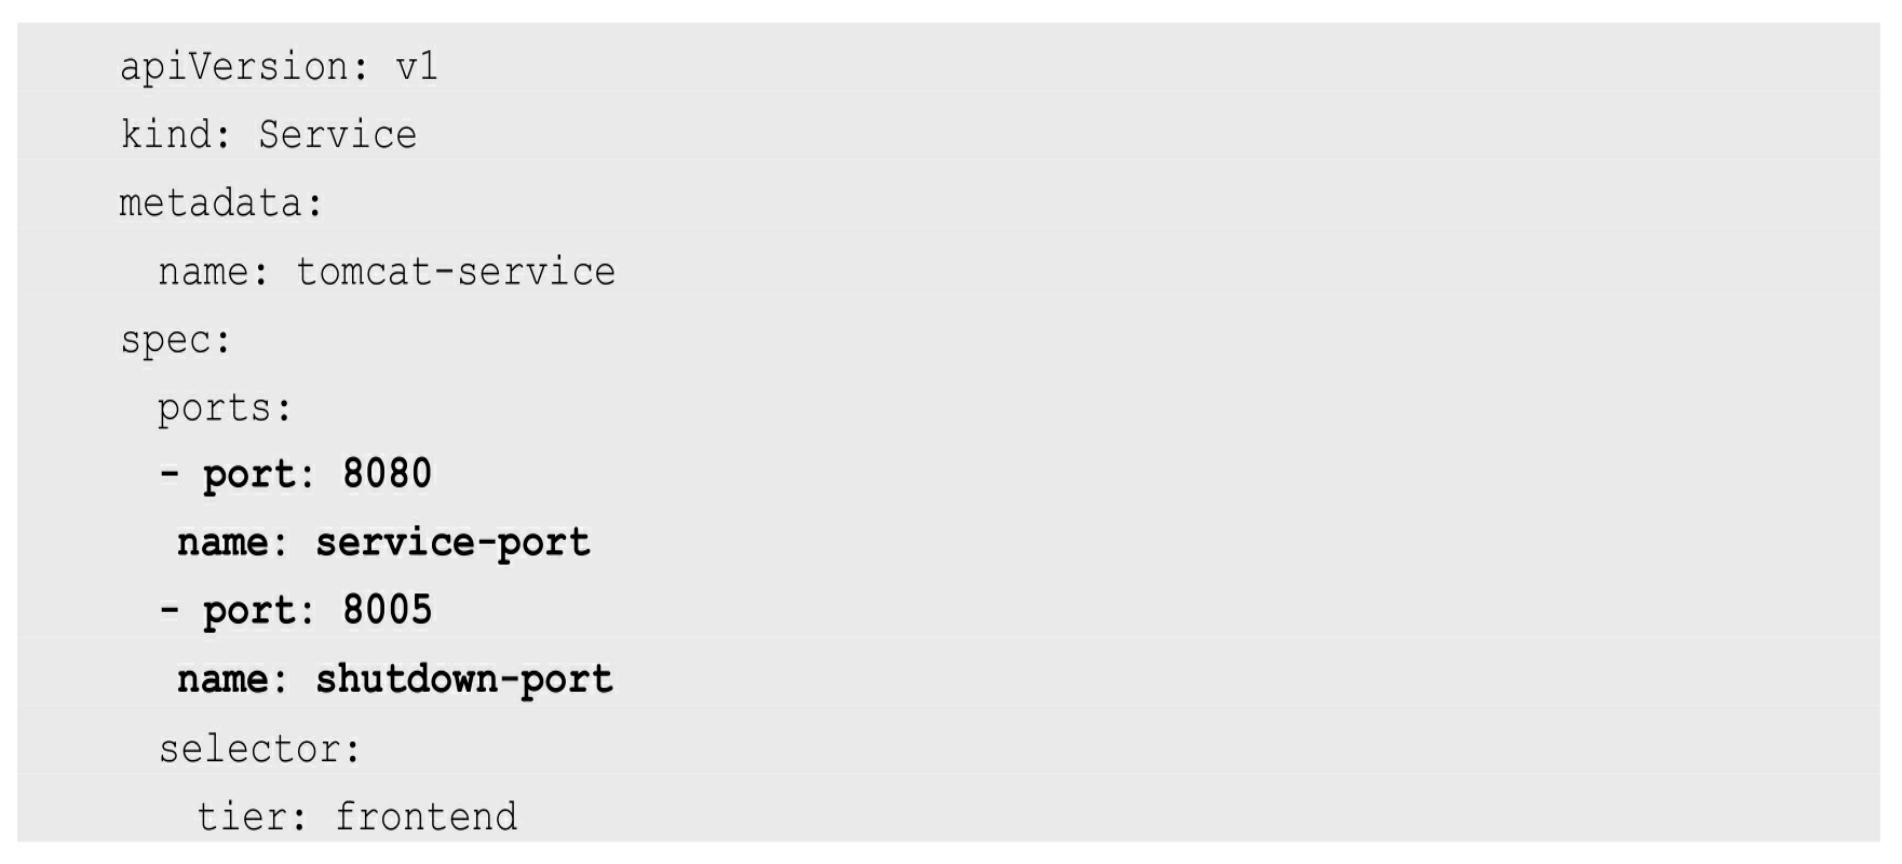 apiVersion: v1
kind: Service
metadata:
  name: tomcat-service
spec:
  ports:
  - port: 8080
   name: service-port
  - port: 8005
   name: shutdown-port
  selector:
    tier: frontend